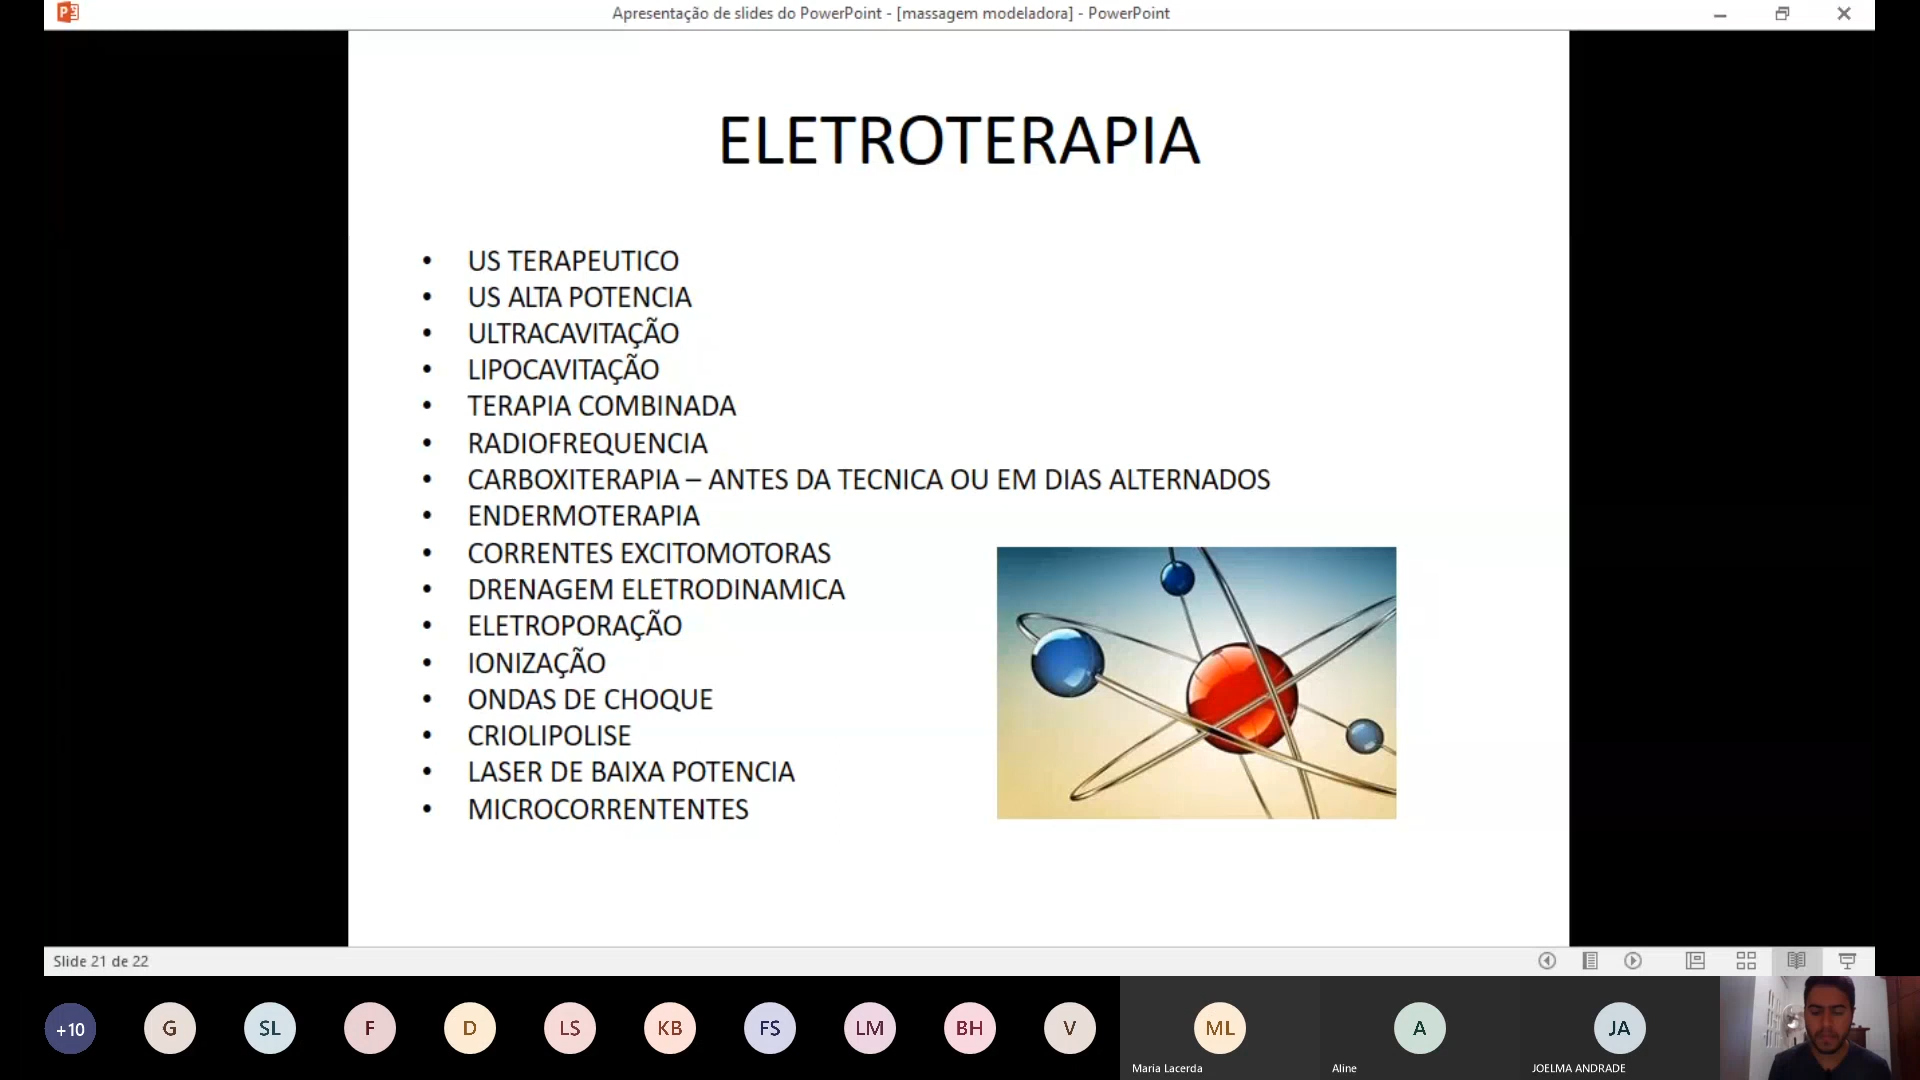 Apresentação de slides do PowerPoint - [massagem modeladora] - PowerPoint
ELETROTERAPIA
• US TERAPEUTICO
• US ALTA POTENCIA
• ULTRACAVITAÇÃO
• LIPOCAVITAÇÃO
• TERAPIA COMBINADA
• RADIOFREQUENCIA
• CARBOXITERAPIA – ANTES DA TECNICA OU EM DIAS ALTERNADOS
• ENDERMOTERAPIA
• CORRENTES EXCITOMOTORAS
• DRENAGEM ELETRODINAMICA
• ELETROPORAÇÃO
• IONIZAÇÃO
• ONDAS DE CHOQUE
• CRIOLIPOLISE
• LASER DE BAIXA POTENCIA
• MICROCORRENTENTES
Slide 21 de 22
+10 G SL F D LS KB FS LM BH V ML A JA
Maria Lacerda Aline JOELMA ANDRADE